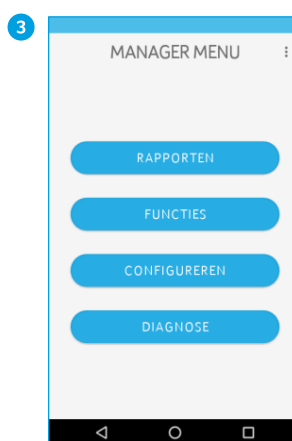 3
MANAGER MENU
RAPPORTEN
FUNCTIES
CONFIGUREREN
DIAGNOSE